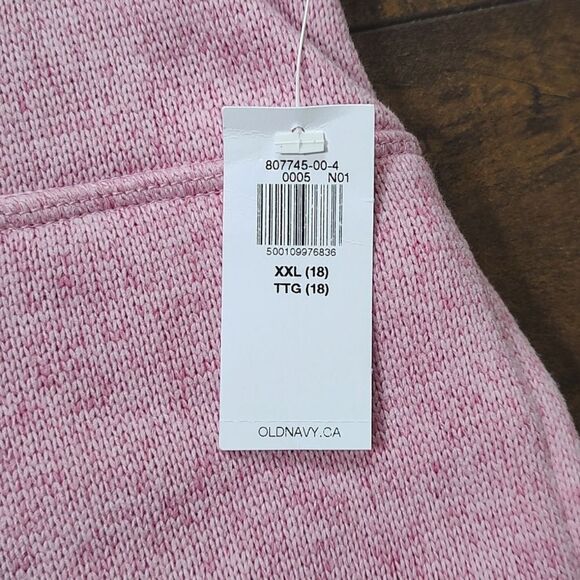 807745-00-4
0005 N01
500109976836
XXL (18)
TTG (18)
OLDNAVY.CA